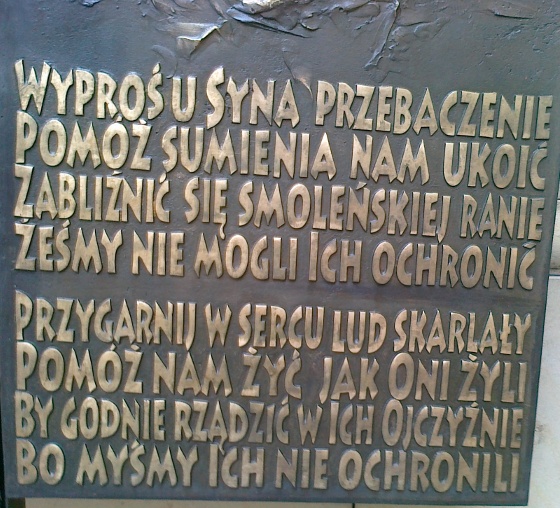 WYPROŚ U SYNA PRZEBACZENIE
POMÓŻ SUMIENIA NAM UKOIĆ
ZABLIŹNIĆ SIĘ SMOLEŃSKIEJ RANIE
ŻEŚMY NIE MOGLI ICH OCHRONIĆ
PRZYGARNIJ W SERCU LUD SKARLAŁY
POMÓŻ NAM ŻYĆ JAK ONI ŻYLI
BY GODNIE RZĄDZIĆ W ICH OJCZYŹNIE
BO MYŚMY ICH NIE OCHRONILI